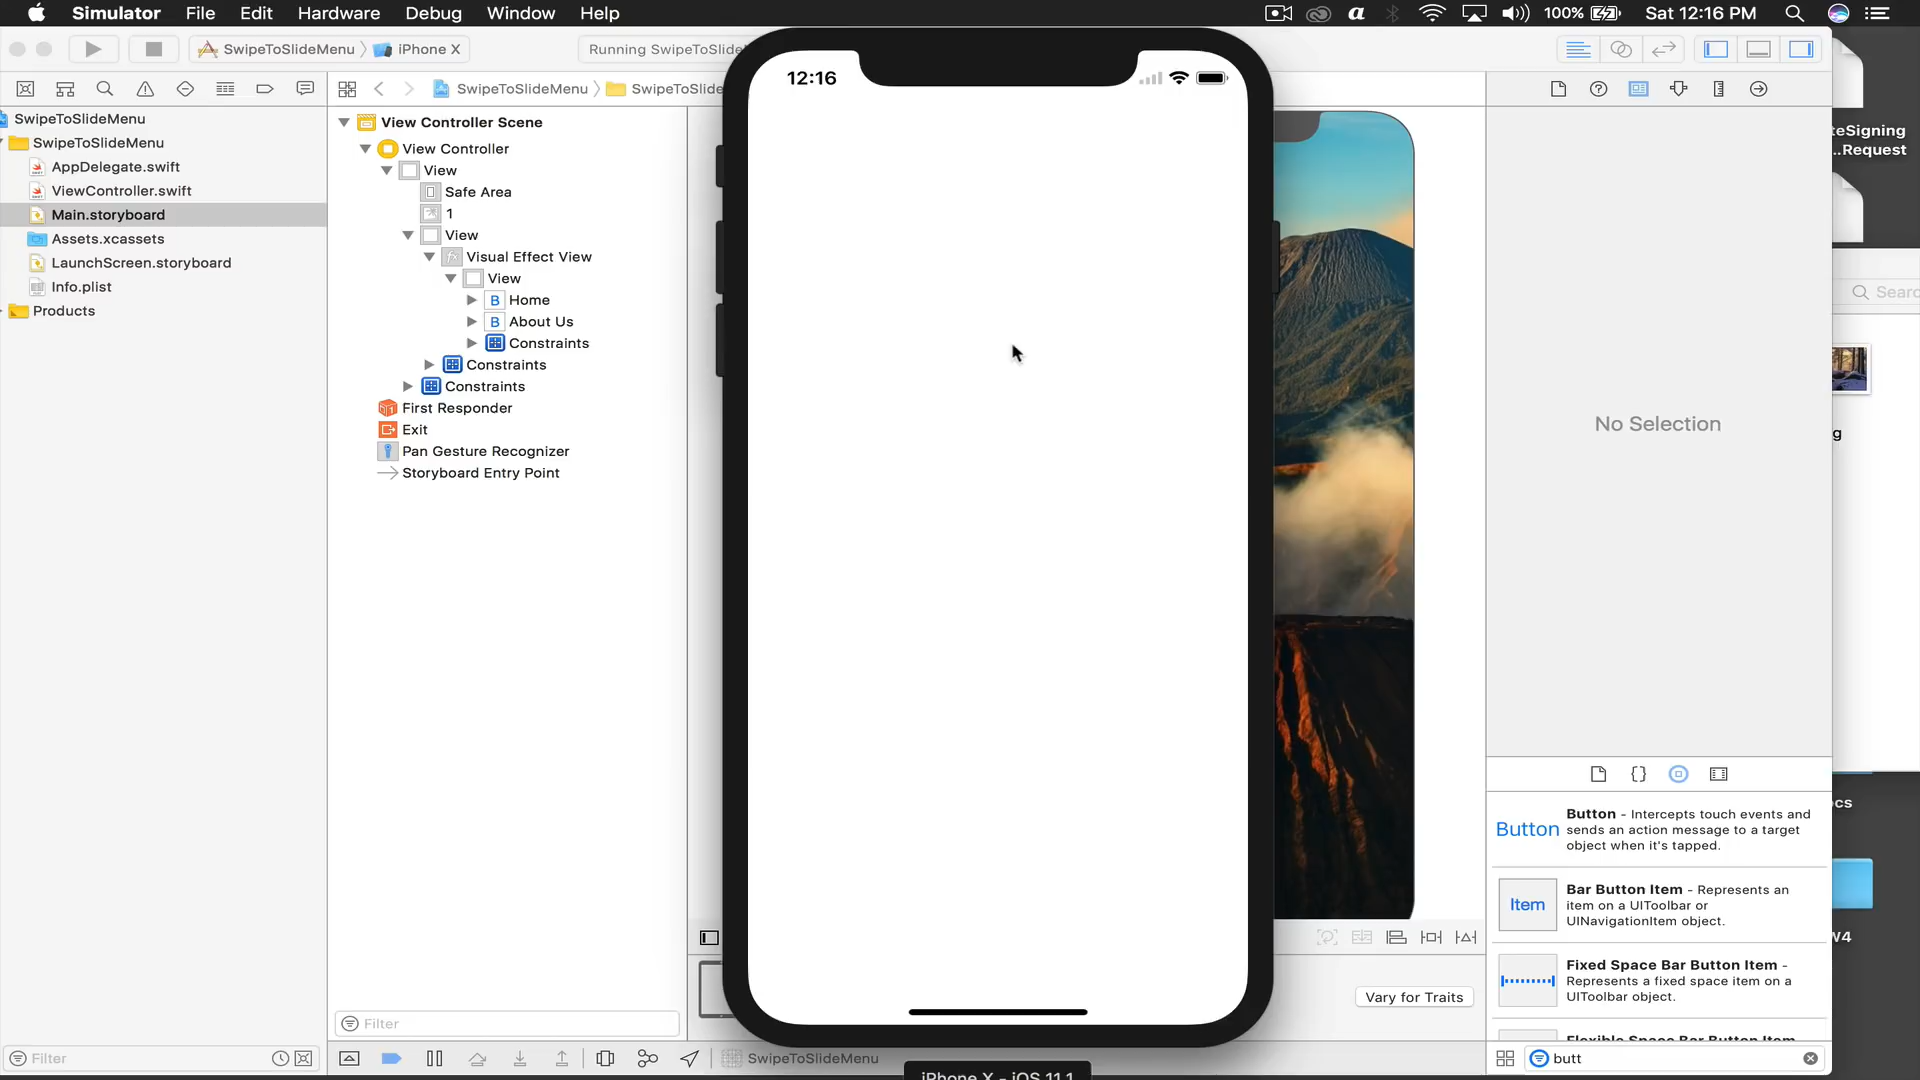 Simulator File Edit Hardware Debug Window Help
100% Sat 12:16 PM
SwipeToSlideMenu iPhone X
SwipeToSlideMenu
SwipeToSlideMenu
AppDelegate.swift
ViewController.swift
Main.storyboard
Assets.xcassets
LaunchScreen.storyboard
Info.plist
Products
Filter
SwipeToSlideMenu
View Controller Scene
View Controller
View
Safe Area
1
View
Visual Effect View
View
B Home
B About Us
Constraints
Constraints
Constraints
First Responder
Exit
Pan Gesture Recognizer
Storyboard Entry Point
Filter
Running
12:16
SwipeToSlideMenu
iPhone X - iOS 11.1
Vary for Traits
No Selection
Button
Button - Intercepts touch events and
sends an action message to a target
object when it's tapped.
Item
Bar Button Item - Represents an
item on a UIToolbar or
UINavigationItem object.
Fixed Space Bar Button Item -
Represents a fixed space item on a
UIToolbar object.
Flexible Space Bar Button Item
butt
...Request